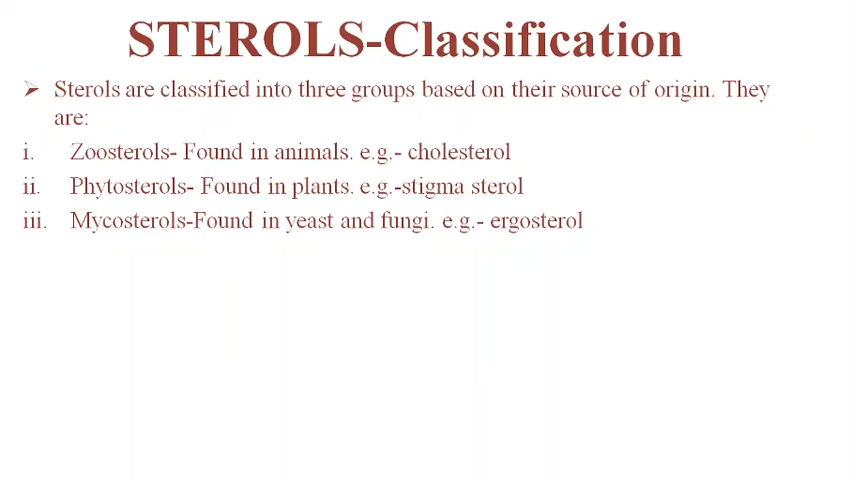 STEROLS-Classification
➢ Sterols are classified into three groups based on their source of origin. They
are:
i. Zoosterols- Found in animals. e.g.- cholesterol
ii. Phytosterols- Found in plants. e.g.-stigma sterol
iii. Mycosterols-Found in yeast and fungi. e.g.- ergosterol